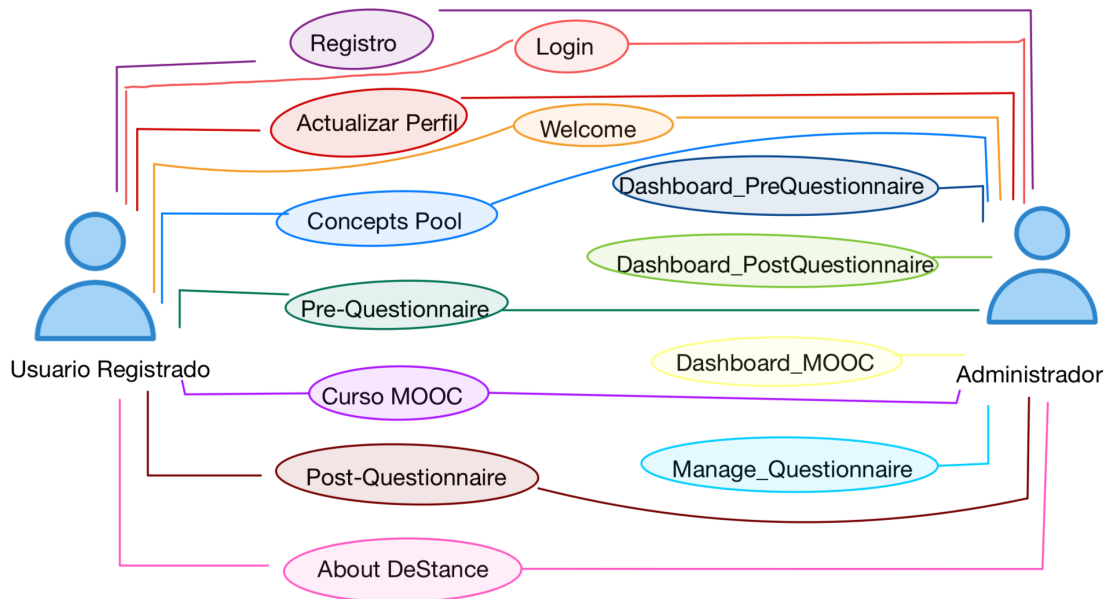 Registro
Login
Actualizar Perfil
Welcome
Dashboard_PreQuestionnaire
Concepts Pool
Dashboard_PostQuestionnaire
Pre-Questionnaire
Usuario Registrado
Dashboard_MOOC
Administrador
Curso MOOC
Manage_Questionnaire
Post-Questionnaire
About DeStance